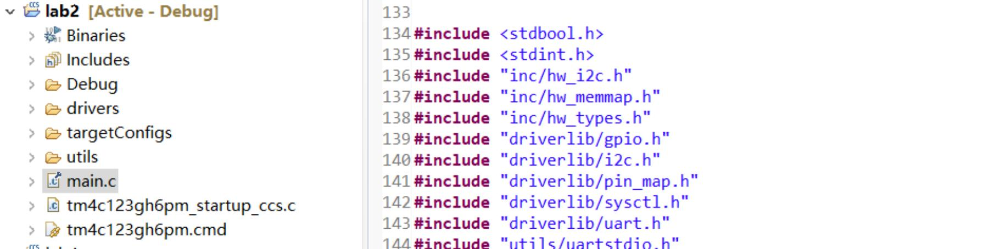 lab2 [Active - Debug]
Binaries
Includes
Debug
drivers
targetConfigs
utils
main.c
tm4c123gh6pm_startup_ccs.c
tm4c123gh6pm.cmd
133
134 #include <stdbool.h>
135 #include <stdint.h>
136 #include "inc/hw_i2c.h"
137 #include "inc/hw_memmap.h"
138 #include "inc/hw_types.h"
139 #include "driverlib/gpio.h"
140 #include "driverlib/i2c.h"
141 #include "driverlib/pin_map.h"
142 #include "driverlib/sysctl.h"
143 #include "driverlib/uart.h"
144 #include "utils/uartstdio.h"